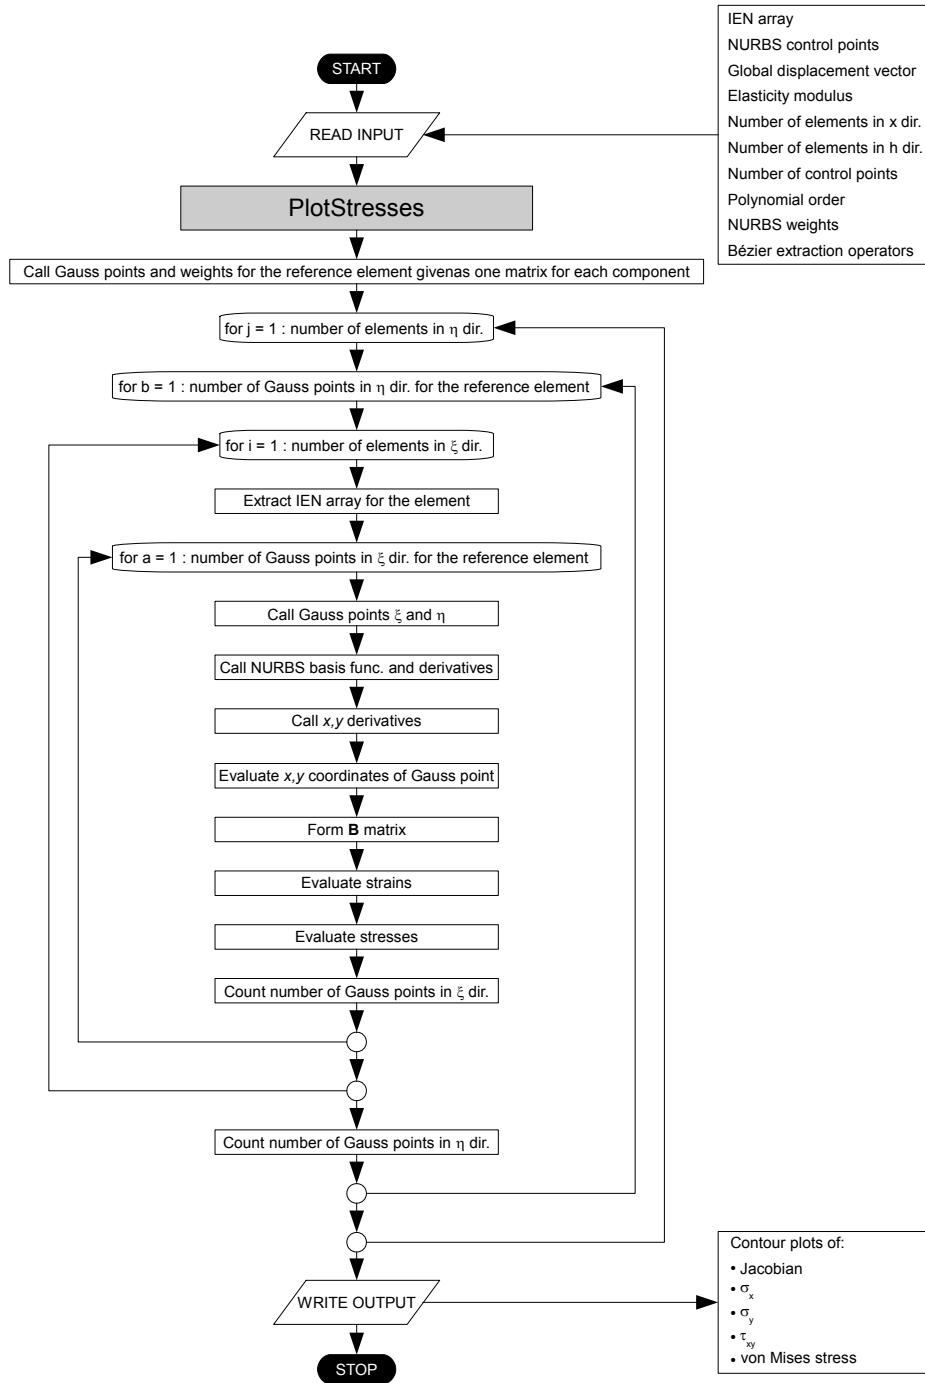 IEN array
NURBS control points
Global displacement vector
Elasticity modulus
Number of elements in x dir.
Number of elements in h dir.
Number of control points
Polynomial order
NURBS weights
Bézier extraction operators
START
READ INPUT
PlotStresses
Call Gauss points and weights for the reference element givenas one matrix for each component
for j = 1 : number of elements in η dir.
for b = 1 : number of Gauss points in η dir. for the reference element
for i = 1 : number of elements in ξ dir.
Extract IEN array for the element
for a = 1 : number of Gauss points in ξ dir. for the reference element
Call Gauss points ξ and η
Call NURBS basis func. and derivatives
Call x,y derivatives
Evaluate x,y coordinates of Gauss point
Form B matrix
Evaluate strains
Evaluate stresses
Count number of Gauss points in ξ dir.
Count number of Gauss points in η dir.
WRITE OUTPUT
STOP
Contour plots of:
• Jacobian
• σx
• σy
• τxy
• von Mises stress